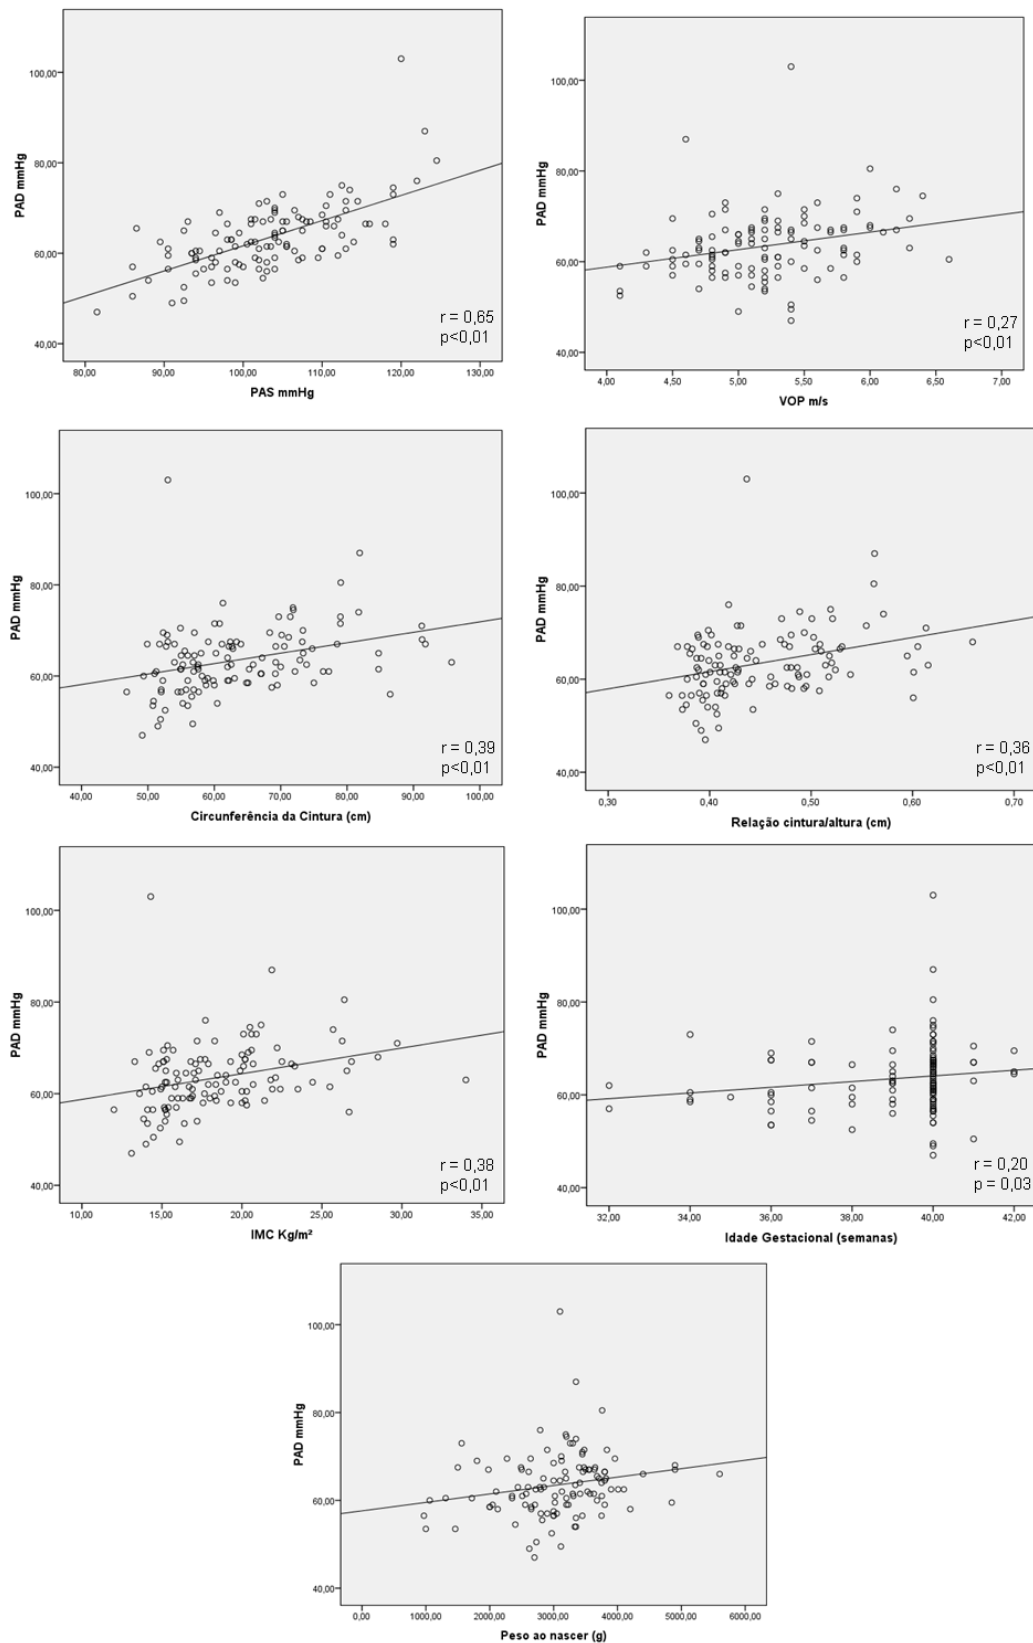 PAD mmHg
100,00
80,00
60,00
40,00
80,00 90,00 100,00 110,00 120,00 130,00
PAS mmHg
r = 0,65
p<0,01
PAD mmHg
100,00
80,00
60,00
40,00
4,00 4,50 5,00 5,50 6,00 6,50 7,00
VOP m/s
r = 0,27
p<0,01
PAD mmHg
100,00
80,00
60,00
40,00
40,00 50,00 60,00 70,00 80,00 90,00 100,00
Circunferência da Cintura (cm)
r = 0,39
p<0,01
PAD mmHg
100,00
80,00
60,00
40,00
0,30 0,40 0,50 0,60 0,70
Relação cintura/altura (cm)
r = 0,36
p<0,01
PAD mmHg
100,00
80,00
60,00
40,00
10,00 15,00 20,00 25,00 30,00 35,00
IMC Kg/m²
r = 0,38
p<0,01
PAD mmHg
100,00
80,00
60,00
40,00
32,00 34,00 36,00 38,00 40,00 42,00
Idade Gestacional (semanas)
r = 0,20
p = 0,03
PAD mmHg
100,00
80,00
60,00
40,00
0,00 1000,00 2000,00 3000,00 4000,00 5000,00 6000,00
Peso ao nascer (g)